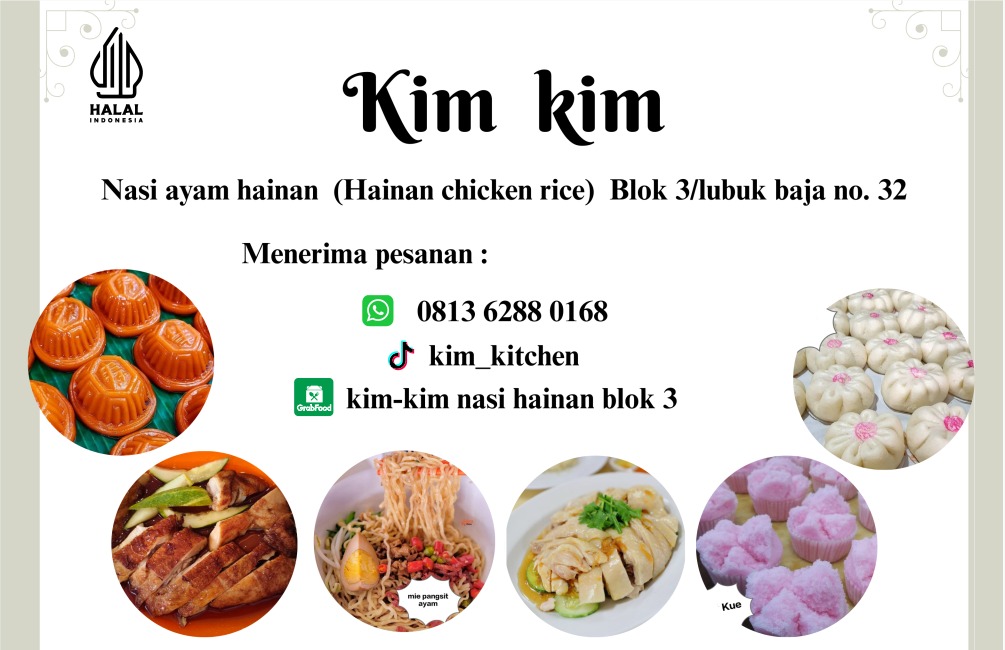 HALAL
INDONESIA
Kim kim
Nasi ayam hainan (Hainan chicken rice) Blok 3/lubuk baja no. 32
Menerima pesanan :
0813 6288 0168
kim_kitchen
GrabFood
kim-kim nasi hainan blok 3
mie pangsit
ayam
Kue